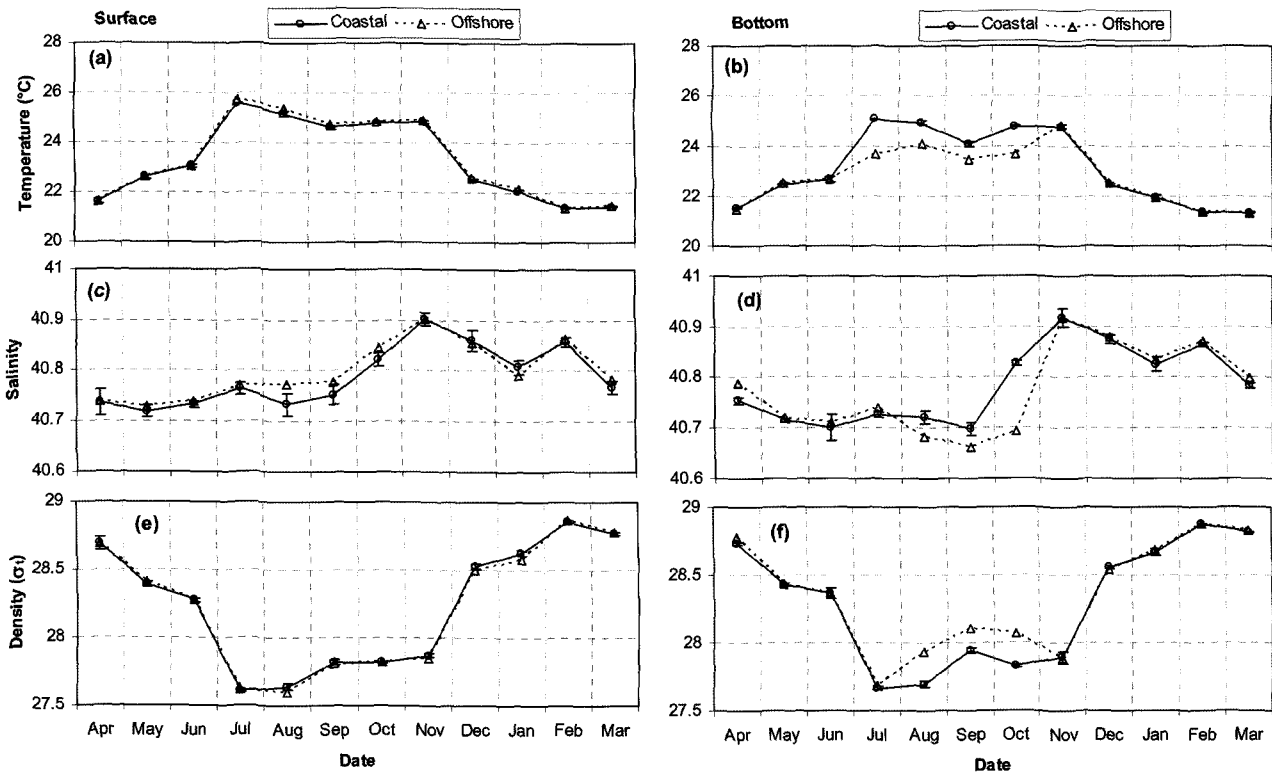 Surface
Coastal
Offshore
Bottom
Coastal
Offshore
(a)
Temperature (°C)
28
26
24
22
20
(b)
28
26
24
22
20
(c)
Salinity
41
40.9
40.8
40.7
40.6
(d)
41
40.9
40.8
40.7
40.6
(e)
Density (σt)
29
28.5
28
27.5
(f)
29
28.5
28
27.5
Apr May Jun Jul Aug Sep Oct Nov Dec Jan Feb Mar
Date
Apr May Jun Jul Aug Sep Oct Nov Dec Jan Feb Mar
Date